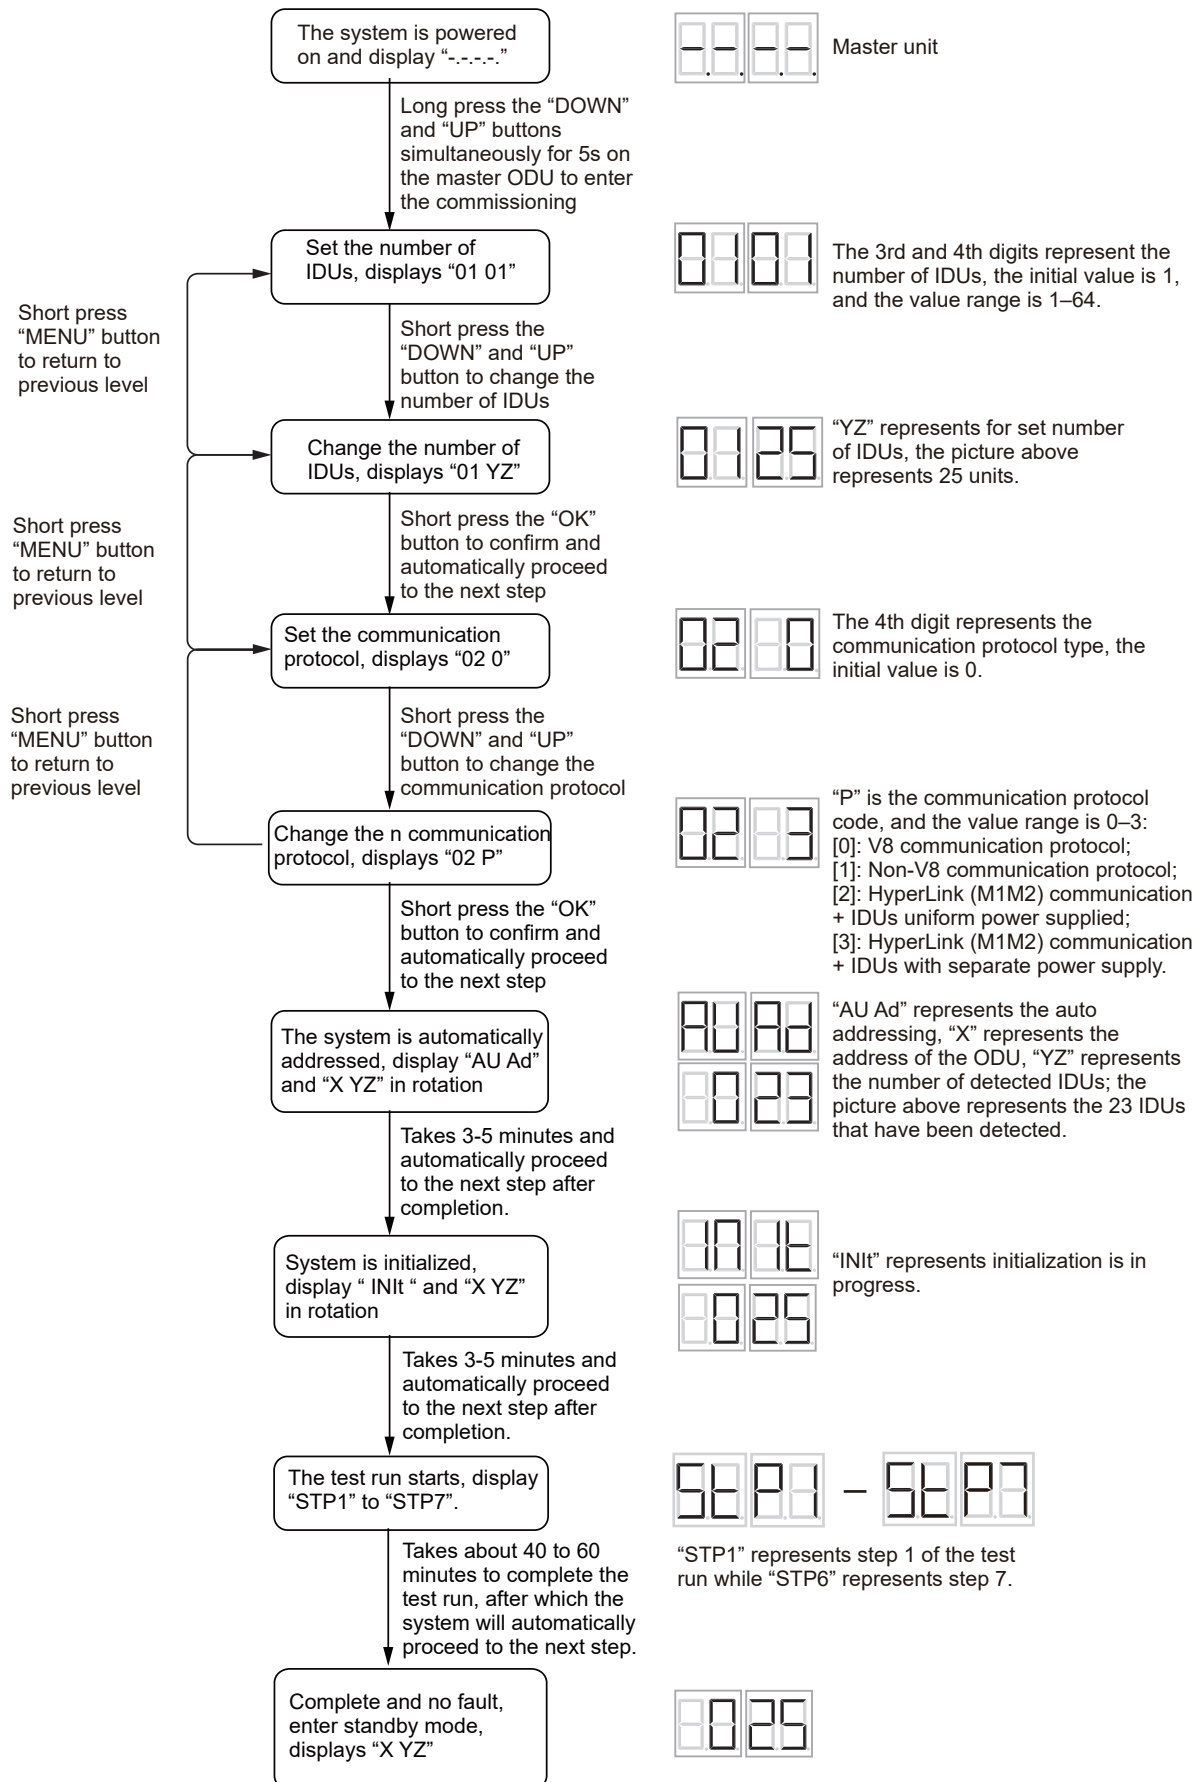 The system is powered
on and display “-.-.-.-.”
Master unit
Long press the “DOWN”
and “UP” buttons
simultaneously for 5s on
the master ODU to enter
the commissioning
Set the number of
IDUs, displays “01 01”
0101
The 3rd and 4th digits represent the
number of IDUs, the initial value is 1,
and the value range is 1–64.
Short press
“MENU” button
to return to
previous level
Short press the
“DOWN” and “UP”
button to change the
number of IDUs
Change the number of
IDUs, displays “01 YZ”
0125
“YZ” represents for set number
of IDUs, the picture above
represents 25 units.
Short press
“MENU” button
to return to
previous level
Short press the “OK”
button to confirm and
automatically proceed
to the next step
Set the communication
protocol, displays “02 0”
02 0
The 4th digit represents the
communication protocol type, the
initial value is 0.
Short press
“MENU” button
to return to
previous level
Short press the
“DOWN” and “UP”
button to change the
communication protocol
Change the n communication
protocol, displays “02 P”
02 3
“P” is the communication protocol
code, and the value range is 0–3:
[0]: V8 communication protocol;
[1]: Non-V8 communication protocol;
[2]: HyperLink (M1M2) communication
+ IDUs uniform power supplied;
[3]: HyperLink (M1M2) communication
+ IDUs with separate power supply.
Short press the “OK”
button to confirm and
automatically proceed
to the next step
The system is automatically
addressed, display “AU Ad”
and “X YZ” in rotation
AUAd
023
“AU Ad” represents the auto
addressing, “X” represents the
address of the ODU, “YZ” represents
the number of detected IDUs; the
picture above represents the 23 IDUs
that have been detected.
Takes 3-5 minutes and
automatically proceed
to the next step after
completion.
System is initialized,
display “ INIt “ and “X YZ”
in rotation
INIt
025
“INIt” represents initialization is in
progress.
Takes 3-5 minutes and
automatically proceed
to the next step after
completion.
The test run starts, display
“STP1” to “STP7”.
StP1 – StP7
“STP1” represents step 1 of the test
run while “STP6” represents step 7.
Takes about 40 to 60
minutes to complete the
test run, after which the
system will automatically
proceed to the next step.
Complete and no fault,
enter standby mode,
displays “X YZ”
025